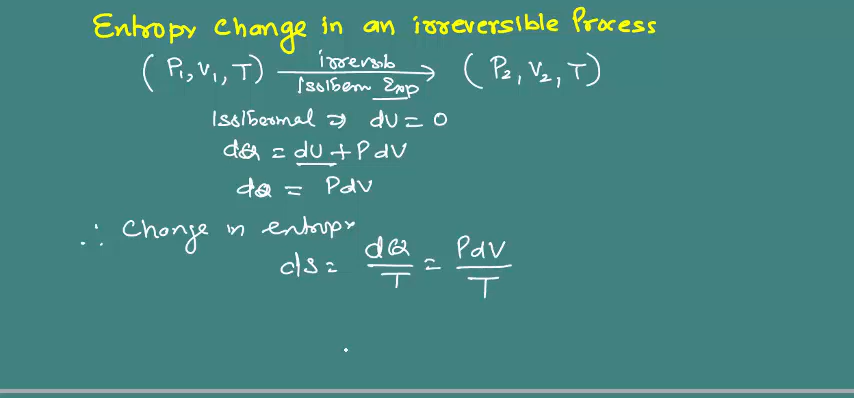 Entropy Change in an irreversible Process
(P₁, V₁, T) irreversib Isothem Exp → (P₂, V₂, T)
Isothermal ⇒ dU = 0
dQ = dU + PdV
dQ = PdV
∴ Change in entropy
dS = dQ/T = PdV/T